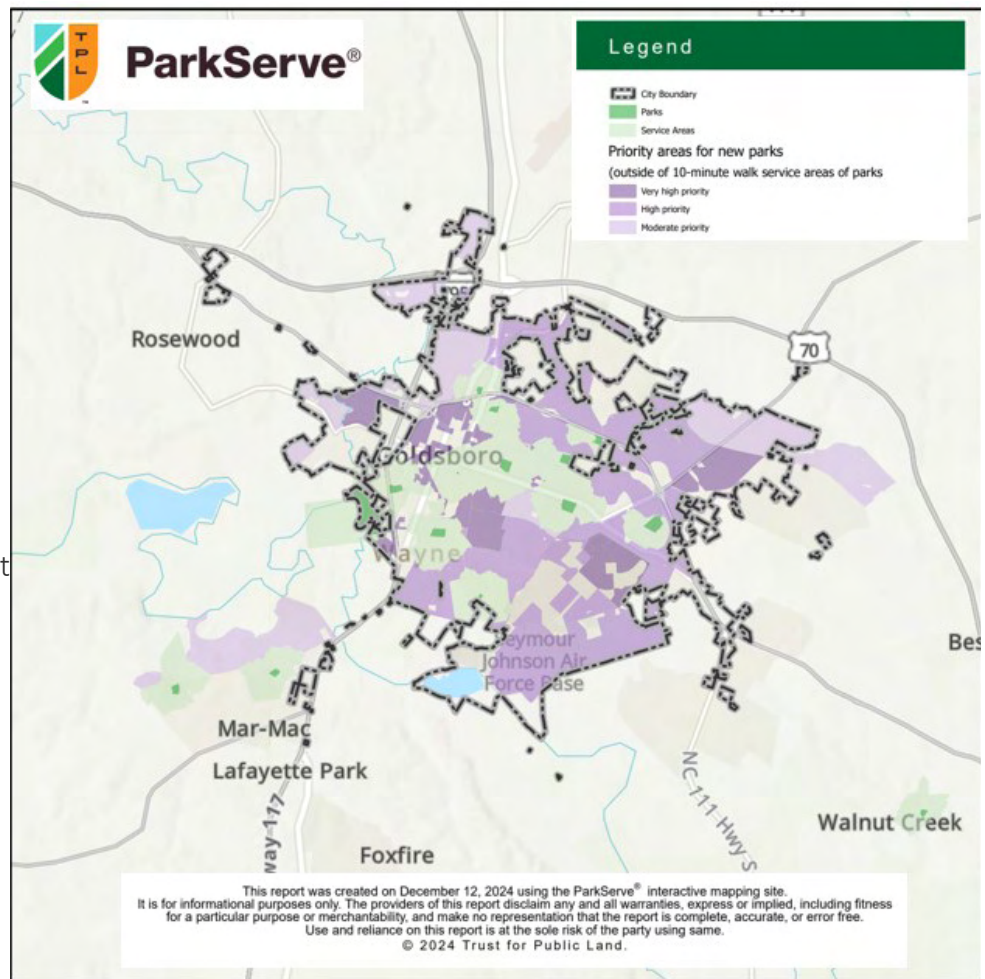 TPL
™
ParkServe®
Legend
City Boundary
Parks
Service Areas
Priority areas for new parks
(outside of 10-minute walk service areas of parks
Very high priority
High priority
Moderate priority
Rosewood
70
Goldsboro
Wayne
t
Seymour
Johnson Air
Force Base
Bes
Mar-Mac
Lafayette Park
NC 111 Hwy S
way 117
Walnut Creek
Foxfire
This report was created on December 12, 2024 using the ParkServe® interactive mapping site.
It is for informational purposes only. The providers of this report disclaim any and all warranties, express or implied, including fitness
for a particular purpose or merchantability, and make no representation that the report is complete, accurate, or error free.
Use and reliance on this report is at the sole risk of the party using same.
© 2024 Trust for Public Land.